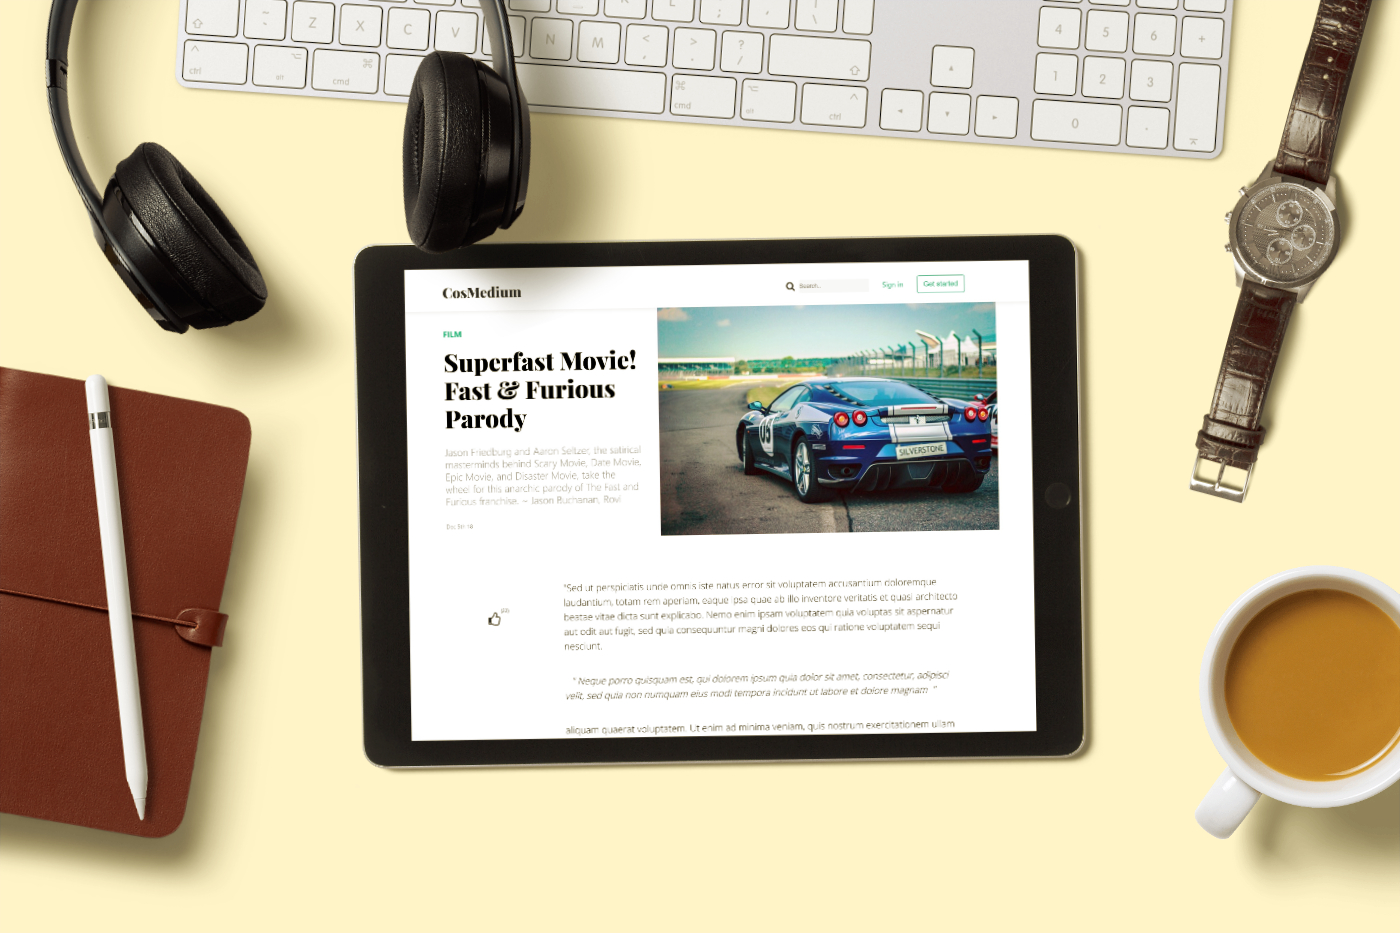 ~ Z X C V N M < , > . ? /
ctrl alt cmd cmd alt ctrl
4 5 6 +
1 2 3
0 .
CosMedium
Search..
Sign in
Get started
FILM
Superfast Movie!
Fast & Furious
Parody
Jason Friedburg and Aaron Seltzer, the satirical
masterminds behind Scary Movie, Date Movie,
Epic Movie, and Disaster Movie, take the
wheel for this anarchic parody of The Fast and
Furious franchise. ~ Jason Buchanan, Rovi
05
SILVERSTONE
"Sed ut perspiciatis unde omnis iste natus error sit voluptatem accusantium doloremque
laudantium, totam rem aperiam, eaque ipsa quae ab illo inventore veritatis et quasi architecto
beatae vitae dicta sunt explicabo. Nemo enim ipsam voluptatem quia voluptas sit aspernatur
aut odit aut fugit, sed quia consequuntur magni dolores eos qui ratione voluptatem sequi
nesciunt.
" Neque porro quisquam est, qui dolorem ipsum quia dolor sit amet, consectetur, adipisci
velit, sed quia non numquam eius modi tempora incidunt ut labore et dolore magnam "
aliquam quaerat voluptatem. Ut enim ad minima veniam, quis nostrum exercitationem ullam